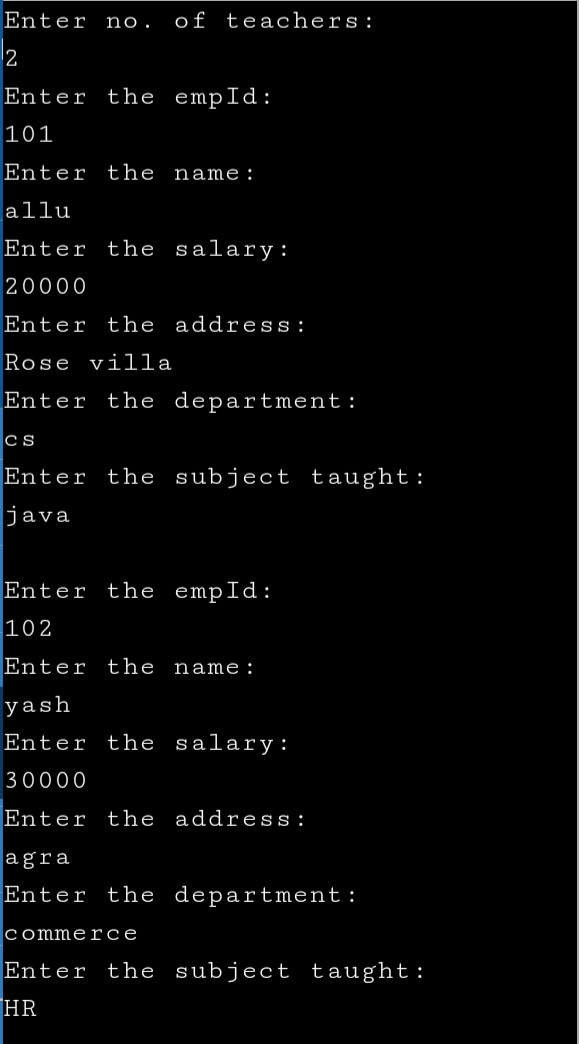 Enter no. of teachers:
2
Enter the empId:
101
Enter the name:
allu
Enter the salary:
20000
Enter the address:
Rose villa
Enter the department:
cs
Enter the subject taught:
java
Enter the empId:
102
Enter the name:
yash
Enter the salary:
30000
Enter the address:
agra
Enter the department:
commerce
Enter the subject taught:
HR